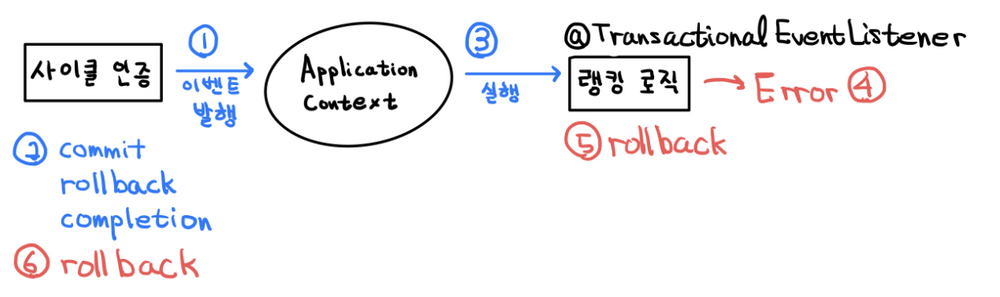 사이클 인증
①
이벤트
발행
Application
Context
③
실행
@TransactionalEventListener
랭킹 로직
Error ④
⑤ rollback
② commit
rollback
completion
⑥ rollback